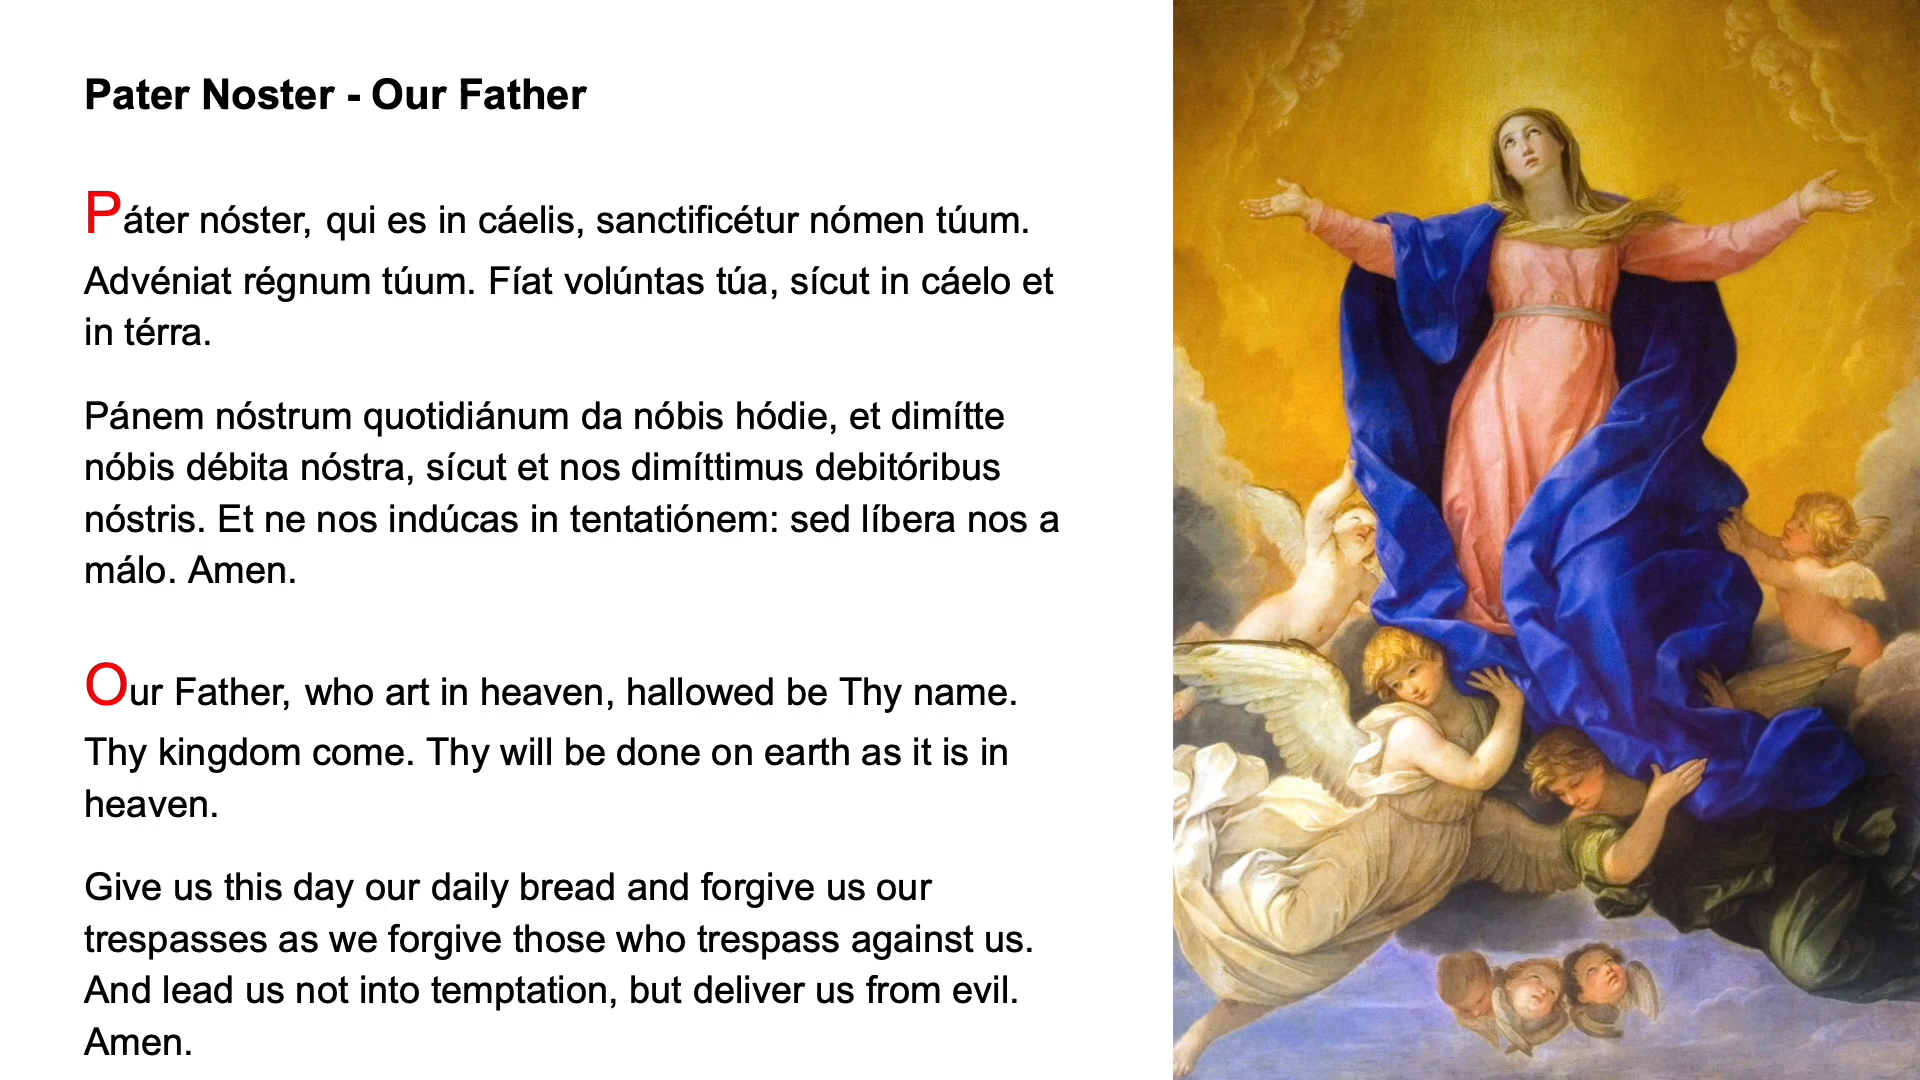 Pater Noster - Our Father
Páter nóster, qui es in cáelis, sanctificétur nómen túum.
Advéniat régnum túum. Fíat volúntas túa, sícut in cáelo et
in térra.
Pánem nóstrum quotidiánum da nóbis hódie, et dimítte
nóbis débita nóstra, sícut et nos dimíttimus debitóribus
nóstris. Et ne nos indúcas in tentatiónem: sed líbera nos a
málo. Amen.
Our Father, who art in heaven, hallowed be Thy name.
Thy kingdom come. Thy will be done on earth as it is in
heaven.
Give us this day our daily bread and forgive us our
trespasses as we forgive those who trespass against us.
And lead us not into temptation, but deliver us from evil.
Amen.